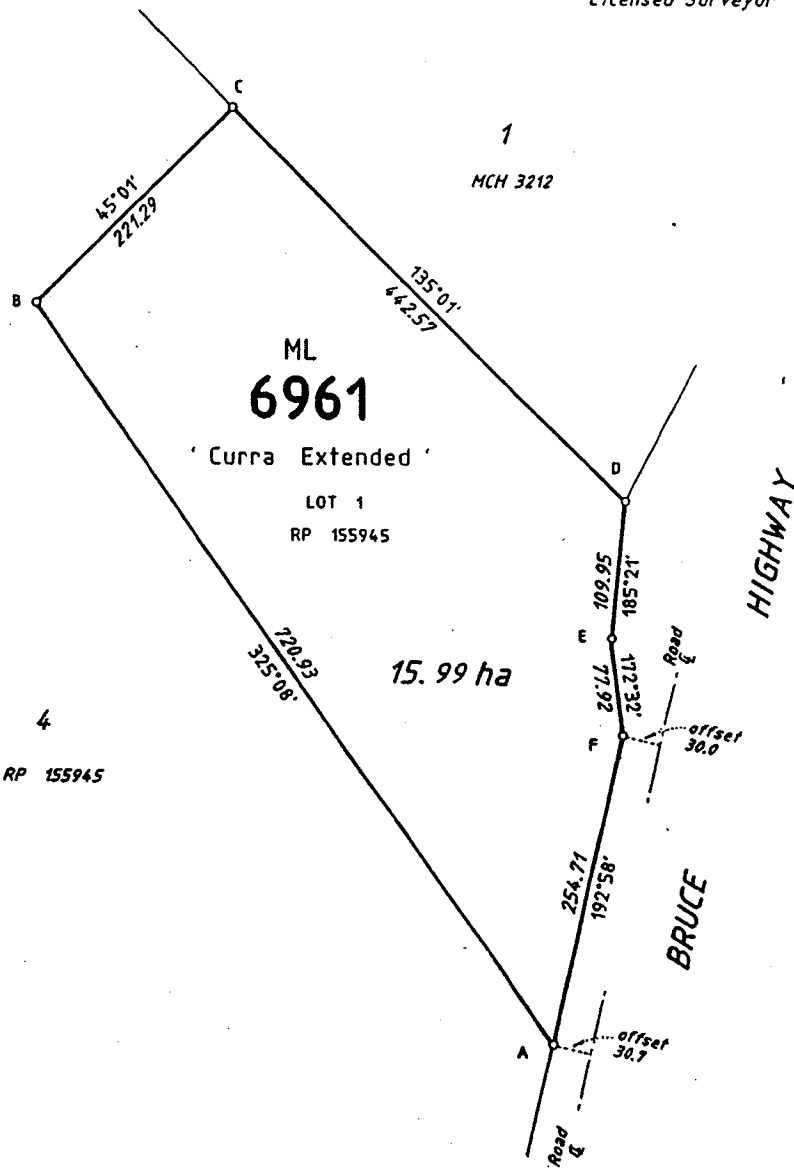 Licensed Surveyor
C
1
MCH 3212
45°01'
221.29
B
135°01'
442.57
ML
6961
' Curra Extended '
LOT 1
RP 155945
D
HIGHWAY
109.95
185°21'
E
Road
℄
720.93
325°08'
15.99 ha
172°32'
77.92
4
RP 155945
F
offset
30.0
254.71
192°58'
BRUCE
A
offset
30.7
Road
℄